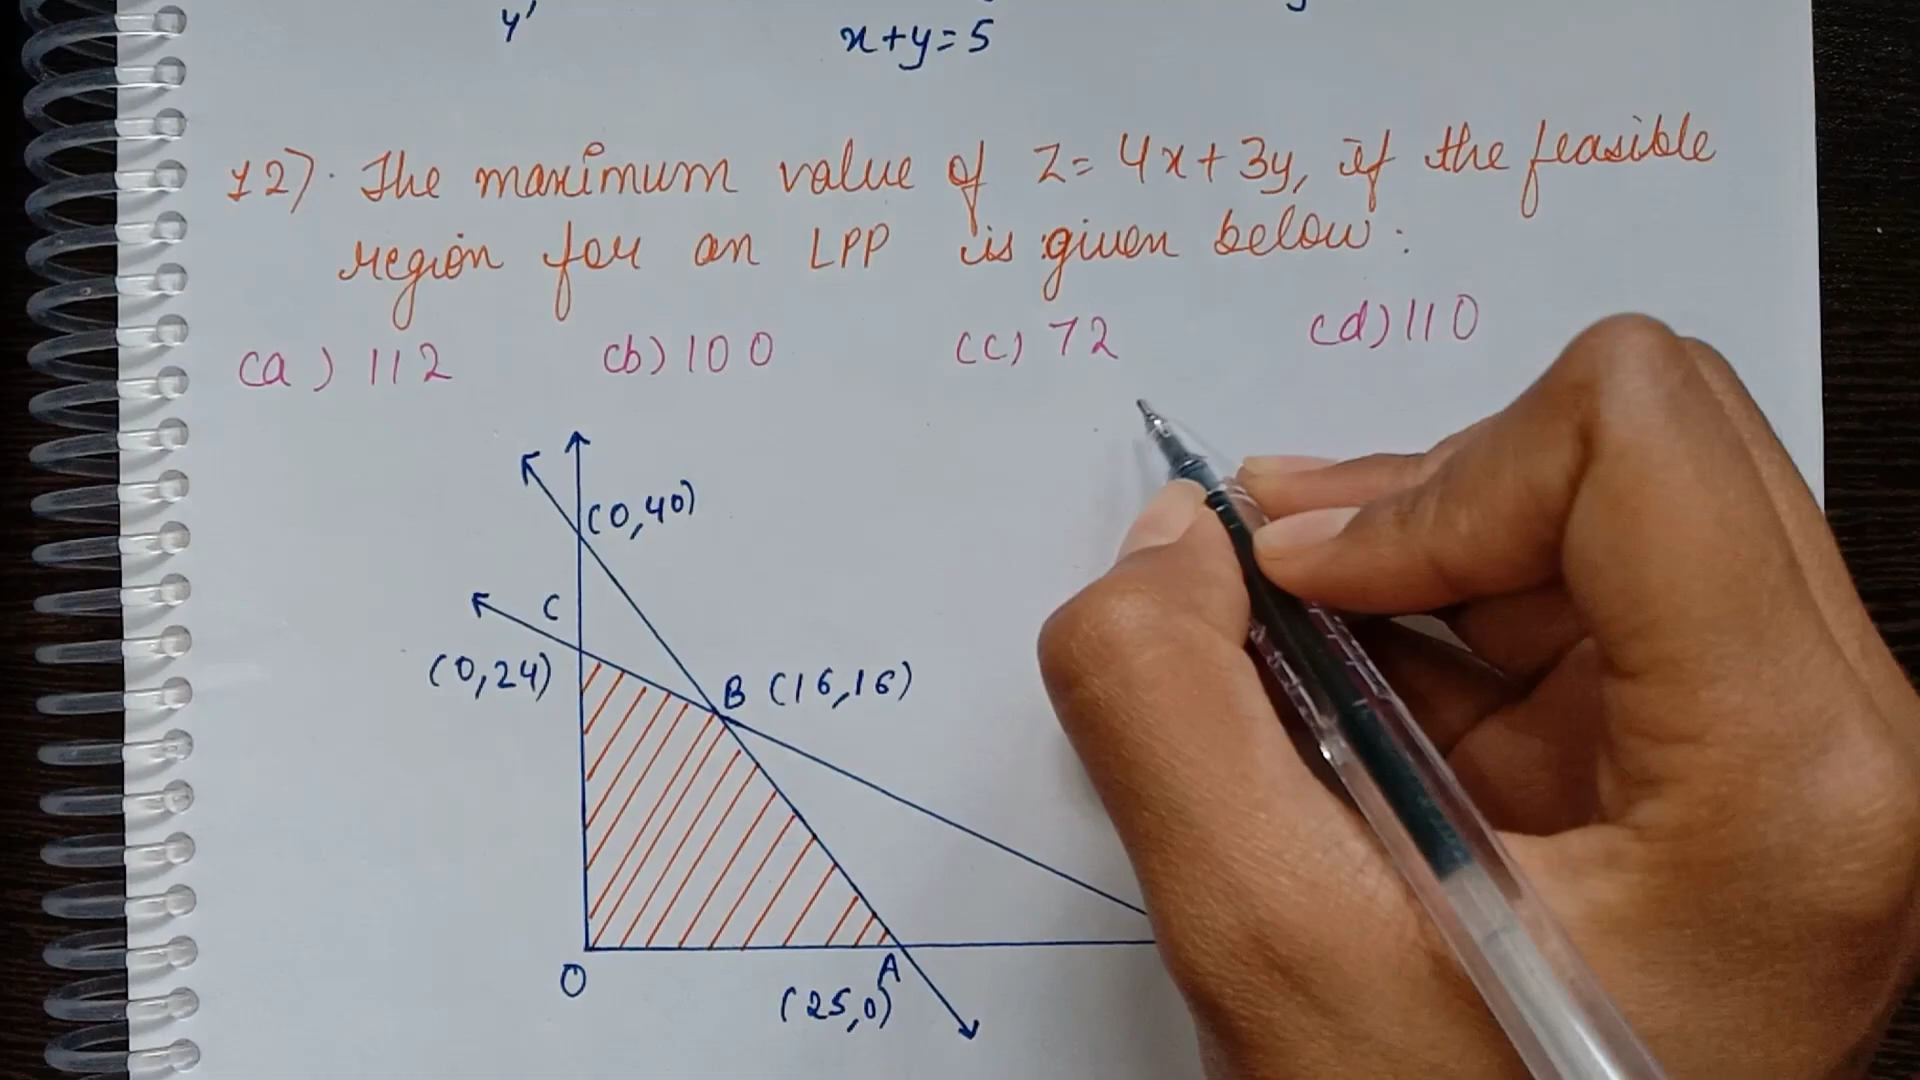 y'
x+y=5
12). The maximum value of Z=4x+3y, if the feasible
region for an LPP is given below:
(a) 112 (b) 100 (c) 72 (d) 110
(0,40)
C
(0,24)
B (16,16)
O
A
(25,0)